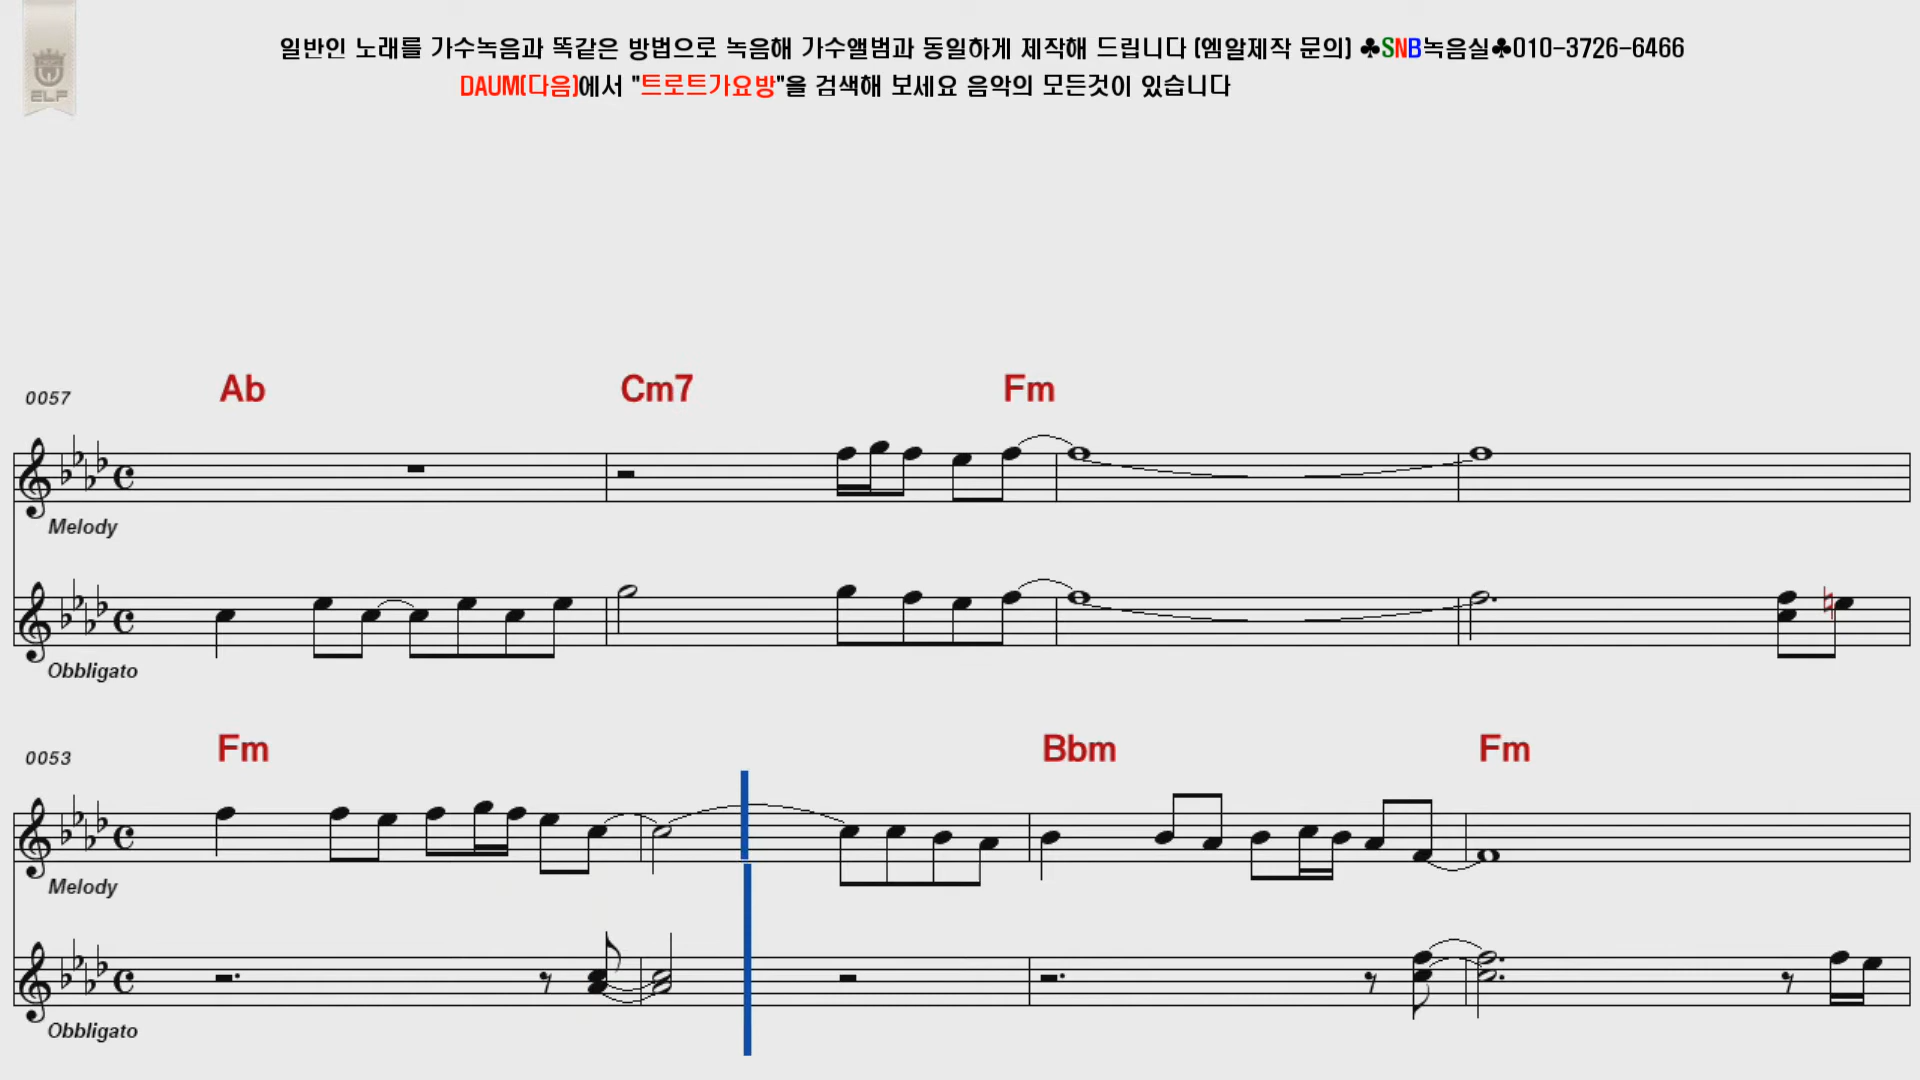 일반인 노래를 가수녹음과 똑같은 방법으로 녹음해 가수앨범과 동일하게 제작해 드립니다 (엠알제작 문의) ♣SNB녹음실♣010-3726-6466
DAUM(다음)에서 "트로트가요방"을 검색해 보세요 음악의 모든것이 있습니다
ELF
0057 Ab Cm7 Fm
Melody
Obbligato
0053 Fm Bbm Fm
Melody
Obbligato